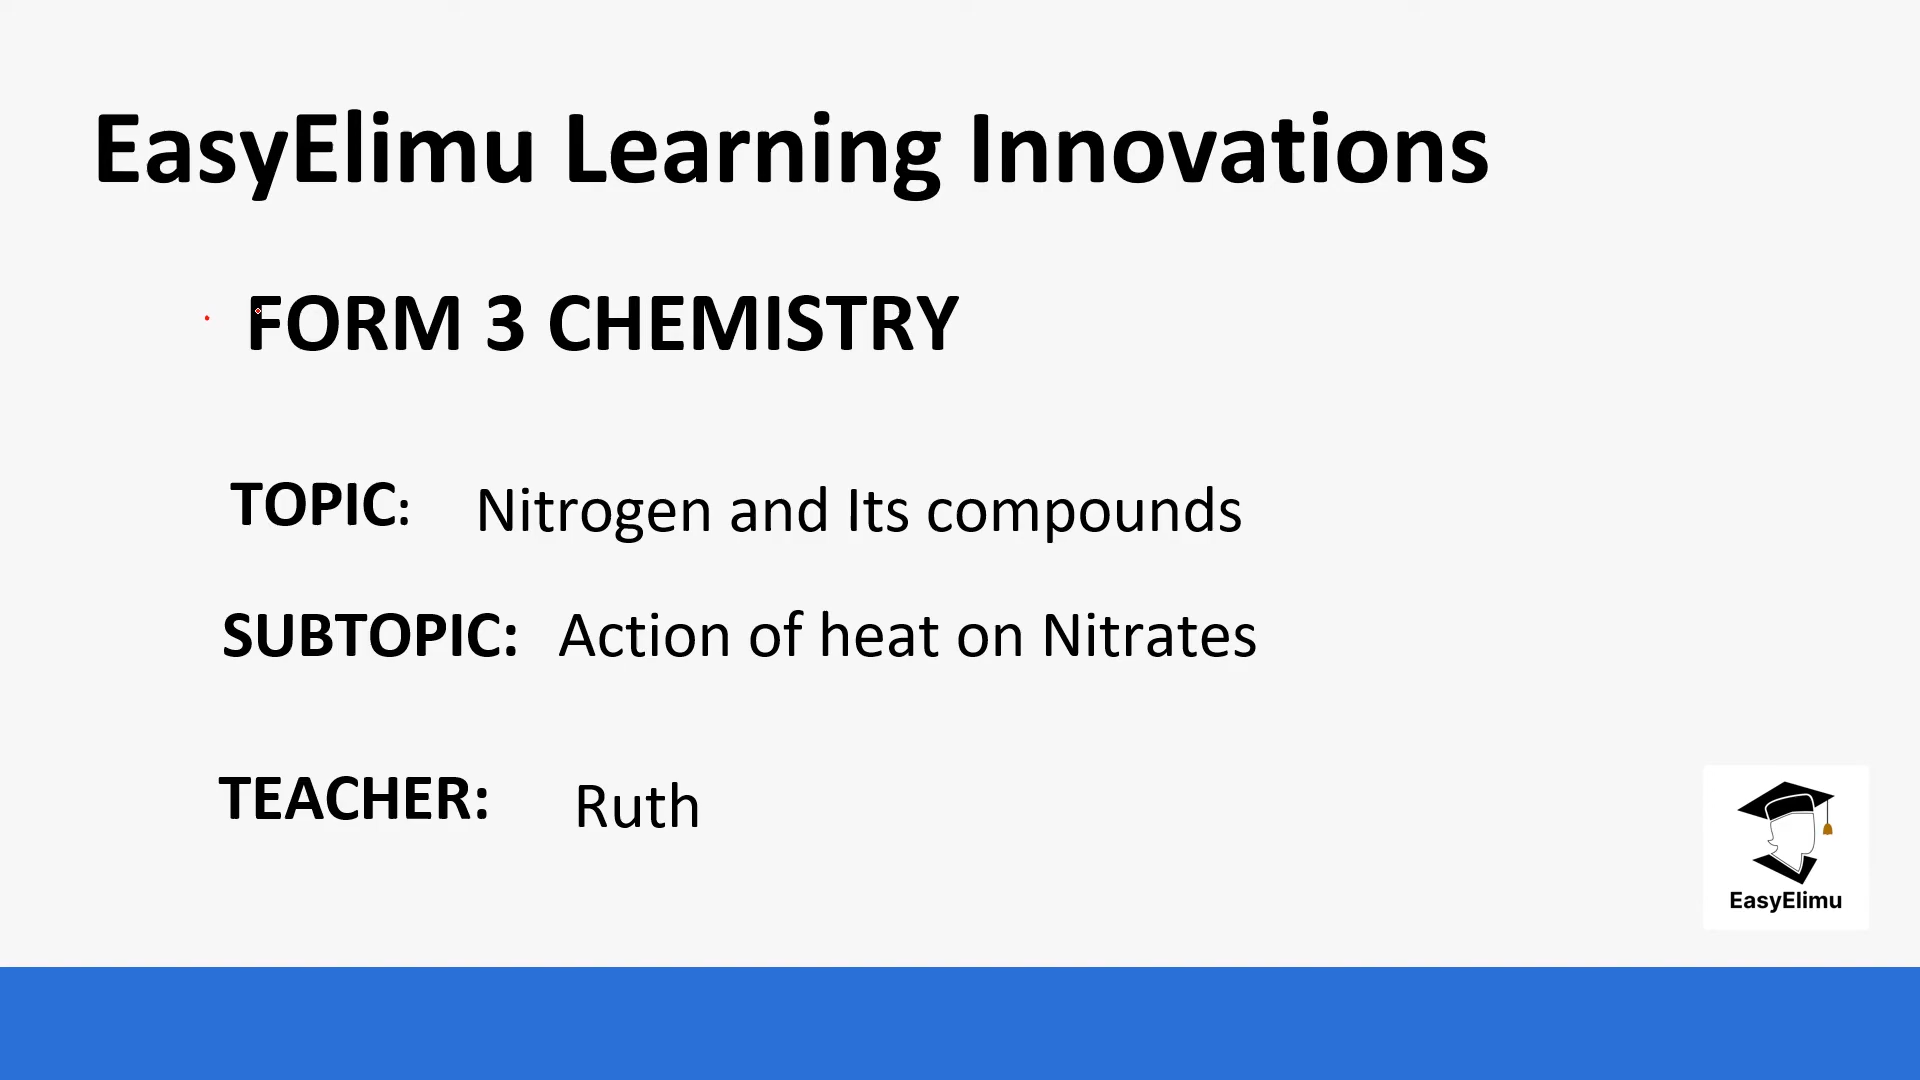 EasyElimu Learning Innovations
FORM 3 CHEMISTRY
TOPIC: Nitrogen and Its compounds
SUBTOPIC: Action of heat on Nitrates
TEACHER: Ruth
EasyElimu